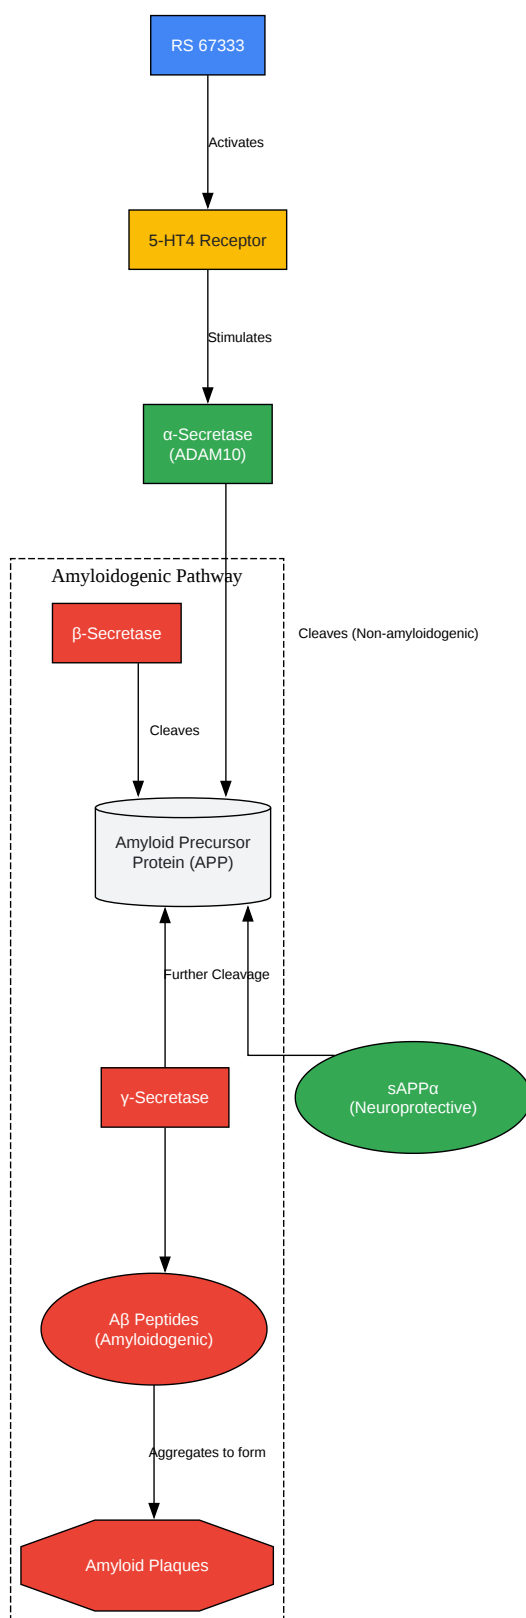 RS 67333
Activates
5-HT4 Receptor
Stimulates
α-Secretase
(ADAM10)
Amyloidogenic Pathway
β-Secretase
Cleaves (Non-amyloidogenic)
Cleaves
Amyloid Precursor
Protein (APP)
Further Cleavage
γ-Secretase
sAPPα
(Neuroprotective)
Aβ Peptides
(Amyloidogenic)
Aggregates to form
Amyloid Plaques